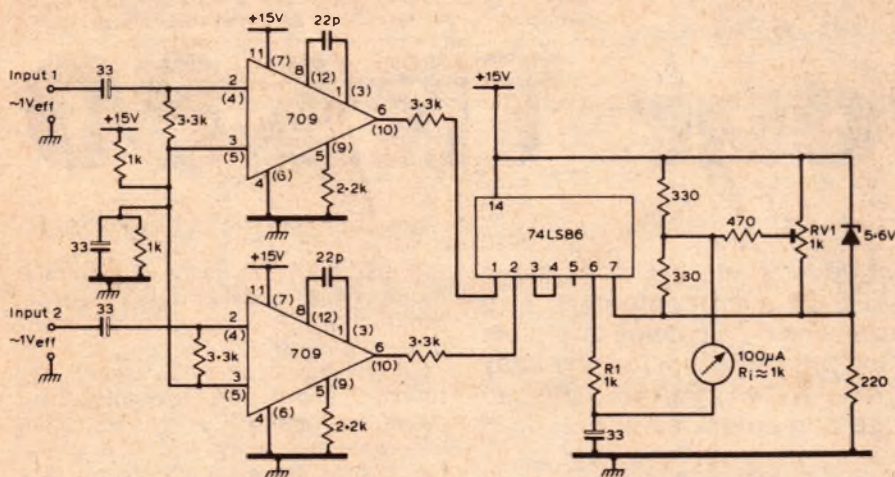 +15V
22p
11
(7)
8
(12)
1
(3)
Input 1
33
2
(4)
~1Veff
+15V
3·3k
1k
3
(5)
709
6
(10)
3·3k
4
(6)
5
(9)
2·2k
33
1k
+15V
14
74LS86
1 2 3 4 5 6 7
330
330
470
RV1
1k
5·6V
R1
1k
100μA
Ri≈1k
220
33
+15V
22p
11
(7)
8
(12)
1
(3)
Input 2
33
2
(4)
~1Veff
3·3k
3
(5)
709
6
(10)
3·3k
4
(6)
5
(9)
2·2k